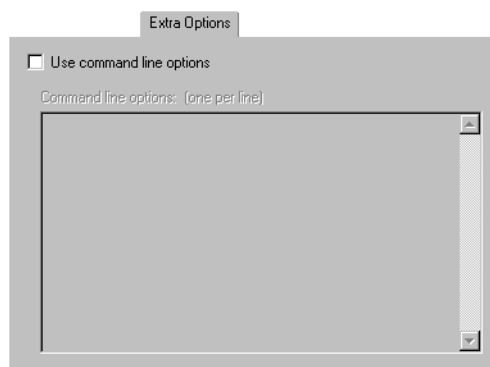 Extra Options
Use command line options
Command line options: (one per line)